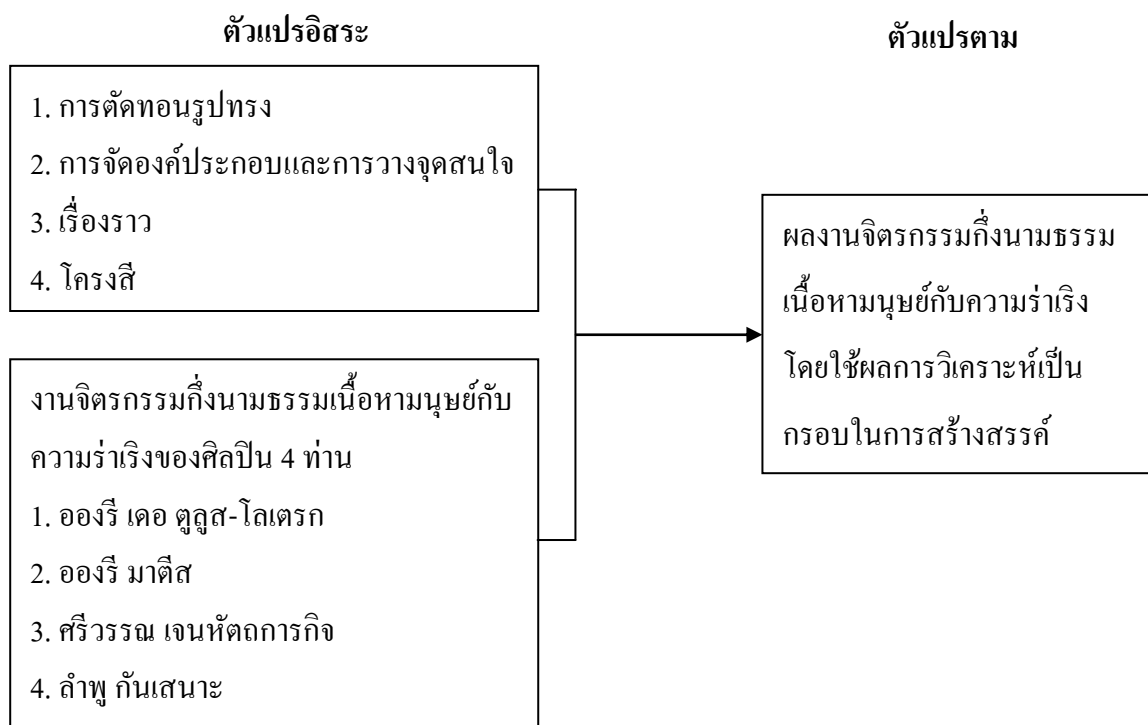 ตัวแปรอิสระ
1. การตัดทอนรูปทรง
2. การจัดองค์ประกอบและการวางจุดสนใจ
3. เรื่องราว
4. โครงสี
งานจิตรกรรมกึ่งนามธรรมเนื้อหามนุษย์กับ
ความร่าเริงของศิลปิน 4 ท่าน
1. อองรี เดอ ตูลูส-โลเตรก
2. อองรี มาตีส
3. ศรีวรรณ เจนหัตถการกิจ
4. ลำพู กันเสนาะ
ตัวแปรตาม
ผลงานจิตรกรรมกึ่งนามธรรม
เนื้อหามนุษย์กับความร่าเริง
โดยใช้ผลการวิเคราะห์เป็น
กรอบในการสร้างสรรค์